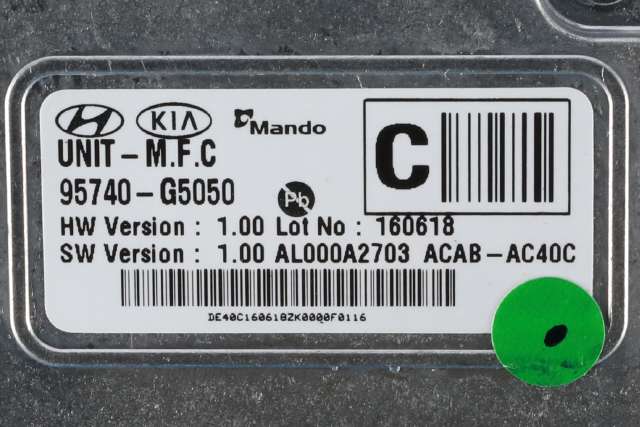 KIA Mando
C
UNIT - M.F.C
95740 - G5050 Pb
HW Version : 1.00 Lot No : 160618
SW Version : 1.00 AL000A2703 ACAB - AC40C
DE40C160618ZK0000F0116